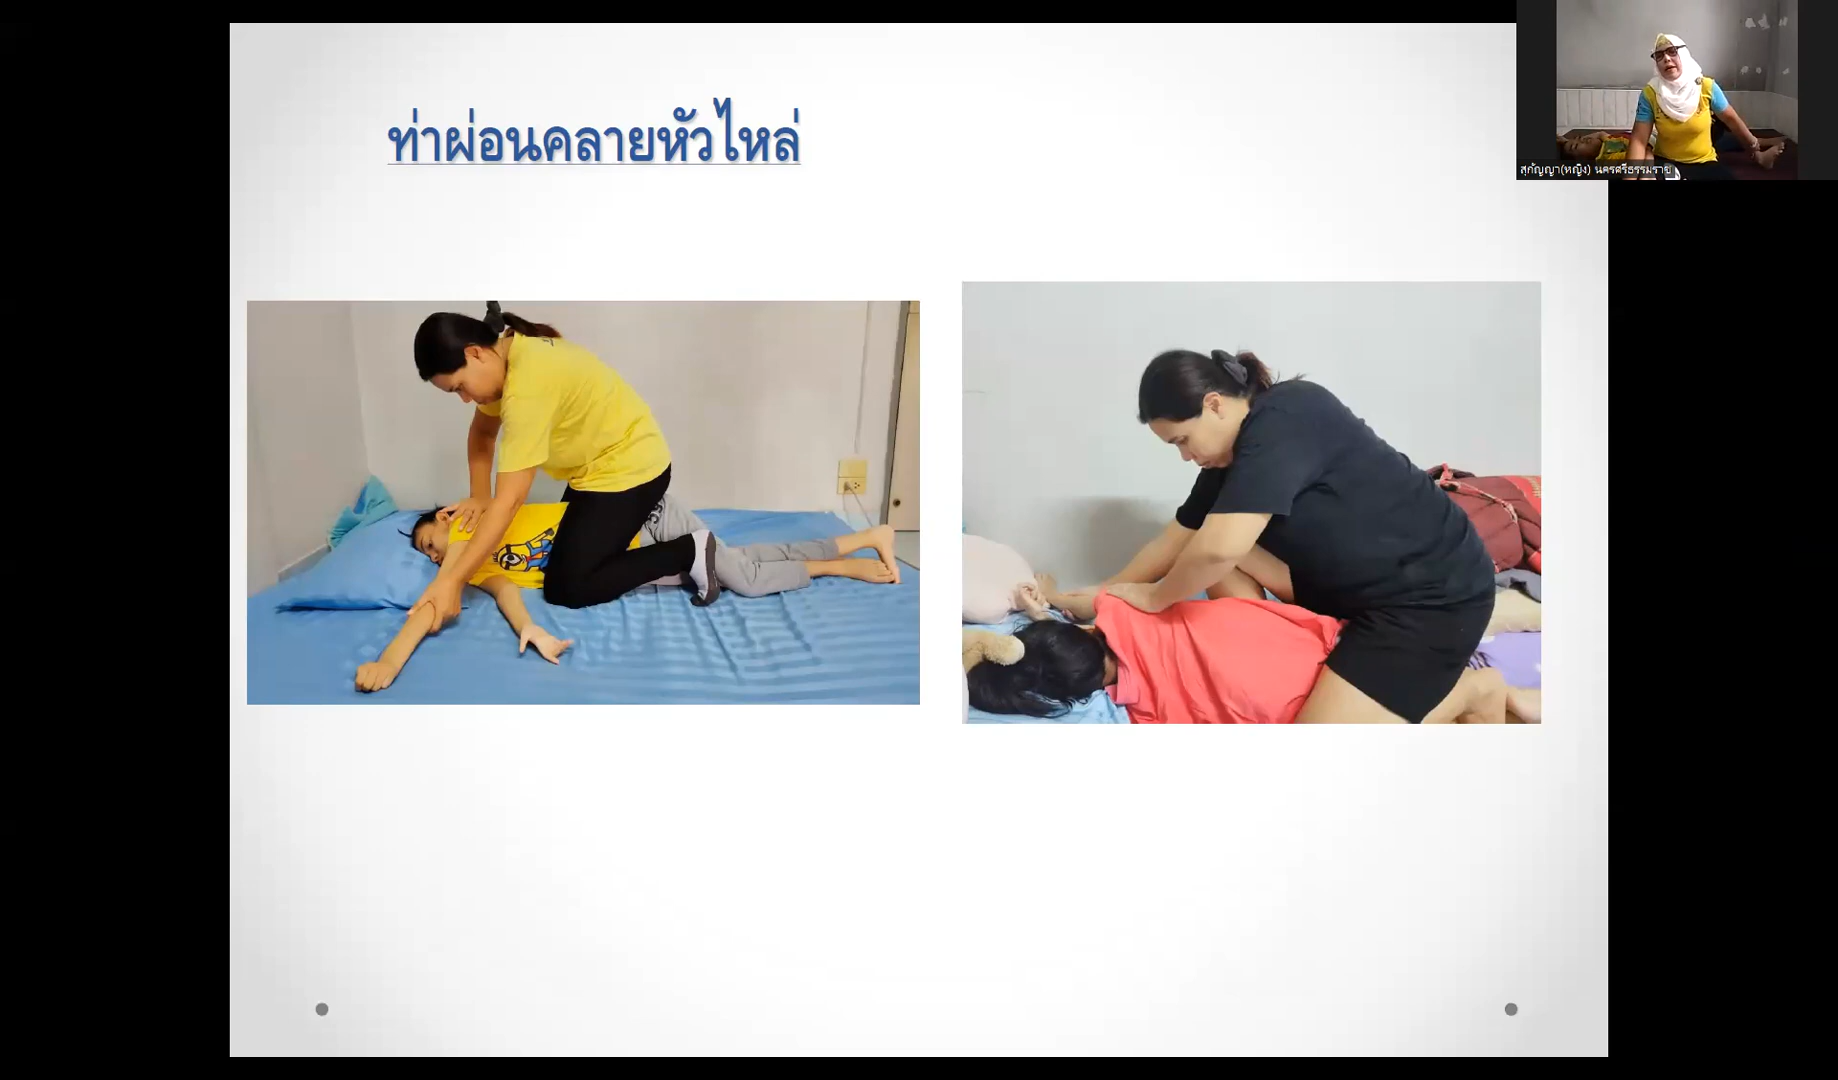 ท่าผ่อนคลายหัวไหล่
สุกัญญา(หญิง) นครศรีธรรมราช